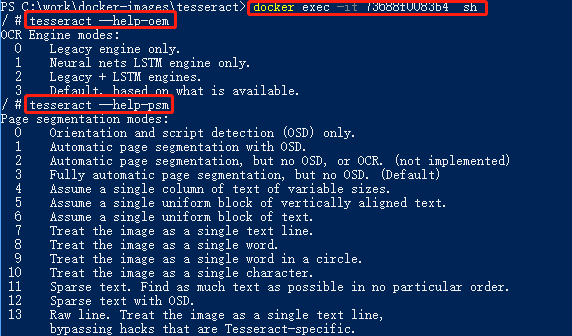 PS C:\work\docker-images\tesseract> docker exec -it 73688f0083b4 sh
/ # tesseract --help-oem
OCR Engine modes:
0 Legacy engine only.
1 Neural nets LSTM engine only.
2 Legacy + LSTM engines.
3 Default, based on what is available.
/ # tesseract --help-psm
Page segmentation modes:
0 Orientation and script detection (OSD) only.
1 Automatic page segmentation with OSD.
2 Automatic page segmentation, but no OSD, or OCR. (not implemented)
3 Fully automatic page segmentation, but no OSD. (Default)
4 Assume a single column of text of variable sizes.
5 Assume a single uniform block of vertically aligned text.
6 Assume a single uniform block of text.
7 Treat the image as a single text line.
8 Treat the image as a single word.
9 Treat the image as a single word in a circle.
10 Treat the image as a single character.
11 Sparse text. Find as much text as possible in no particular order.
12 Sparse text with OSD.
13 Raw line. Treat the image as a single text line,
bypassing hacks that are Tesseract-specific.